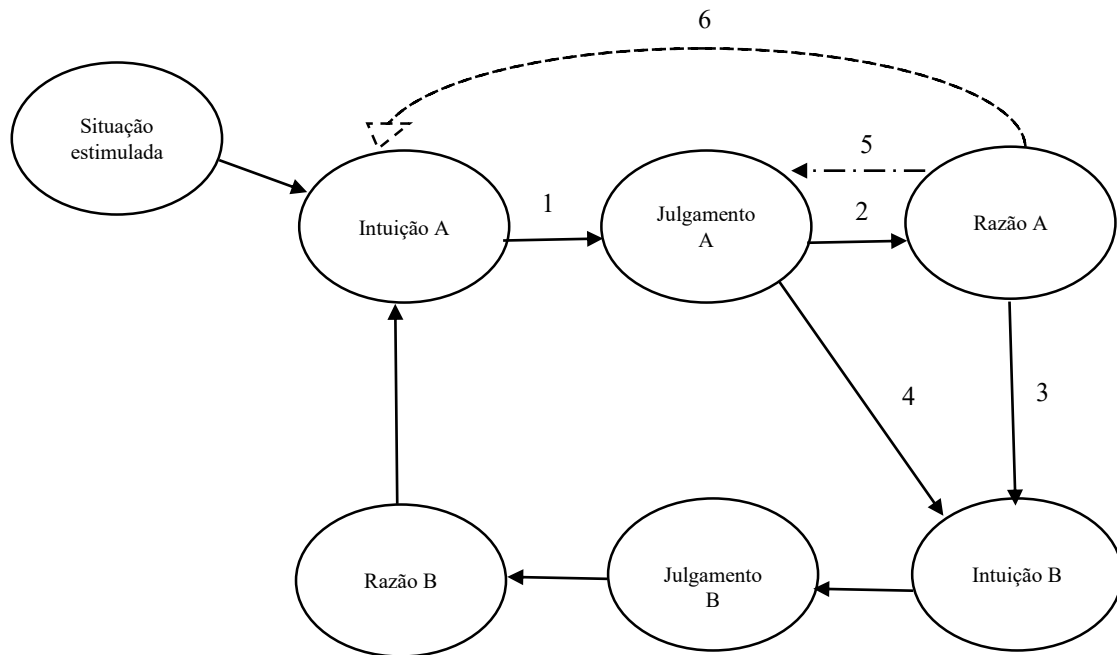 6
Situação
estimulada
5
1
2
Intuição A
Julgamento
A
Razão A
4
3
Razão B
Julgamento
B
Intuição B